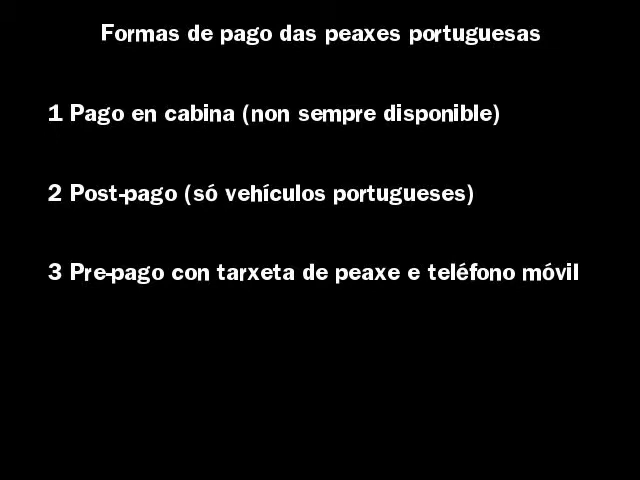 Formas de pago das peaxes portuguesas
1 Pago en cabina (non sempre disponible)
2 Post-pago (só vehículos portugueses)
3 Pre-pago con tarxeta de peaxe e teléfono móvil